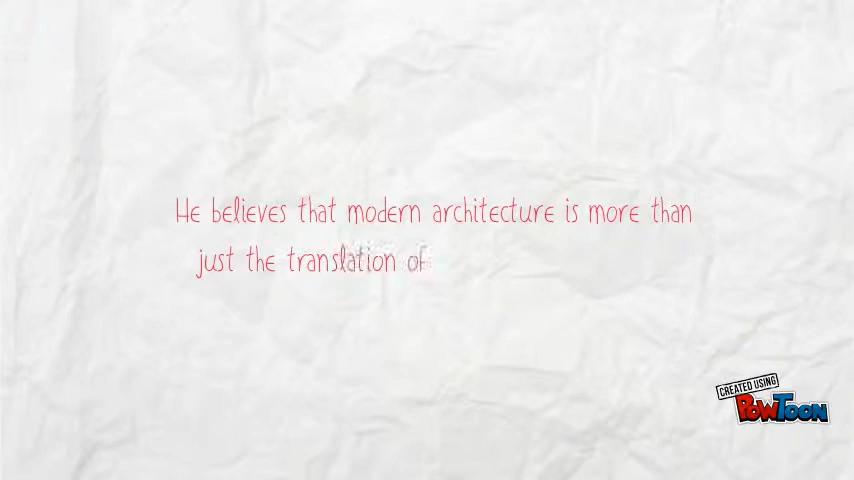 He believes that modern architecture is more than
just the translation of
CREATED USING
POWTOON